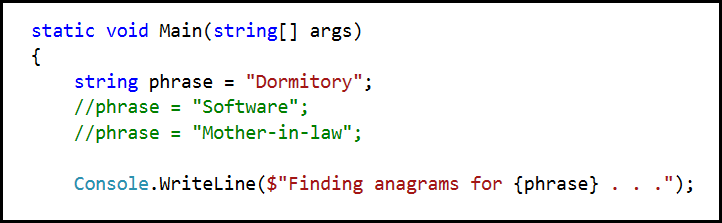 static void Main(string[] args)
{
    string phrase = "Dormitory";
    //phrase = "Software";
    //phrase = "Mother-in-law";

    Console.WriteLine($"Finding anagrams for {phrase} . . .");